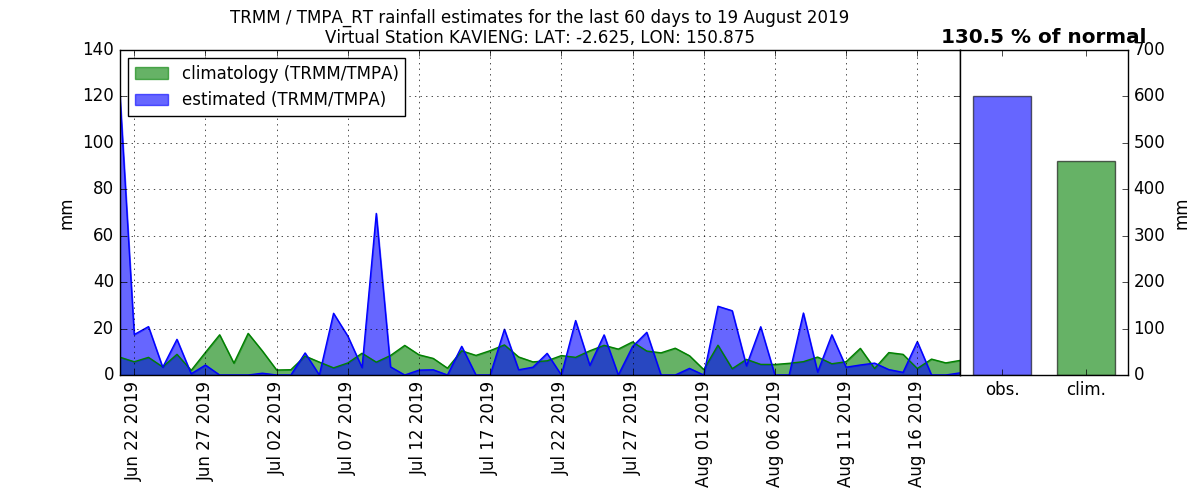 TRMM / TMPA_RT rainfall estimates for the last 60 days to 19 August 2019
Virtual Station KAVIENG: LAT: -2.625, LON: 150.875
130.5 % of normal
climatology (TRMM/TMPA)
estimated (TRMM/TMPA)
140
120
100
80
60
40
20
0
mm
Jun 22 2019
Jun 27 2019
Jul 02 2019
Jul 07 2019
Jul 12 2019
Jul 17 2019
Jul 22 2019
Jul 27 2019
Aug 01 2019
Aug 06 2019
Aug 11 2019
Aug 16 2019
obs.
clim.
700
600
500
400
300
200
100
0
mm